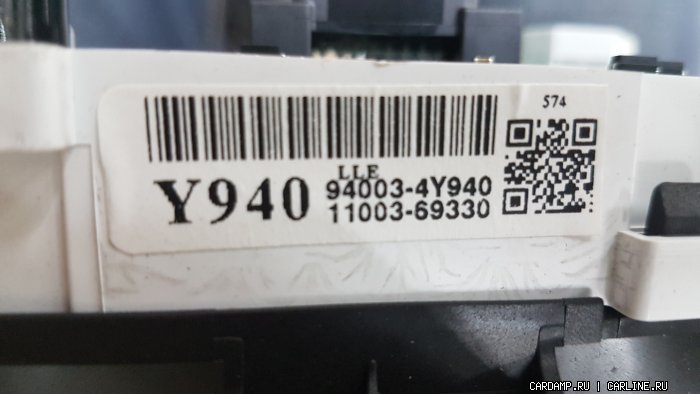 574
LLE
Y940 94003-4Y940
11003-69330
CARDAMP.RU | CARLINE.RU